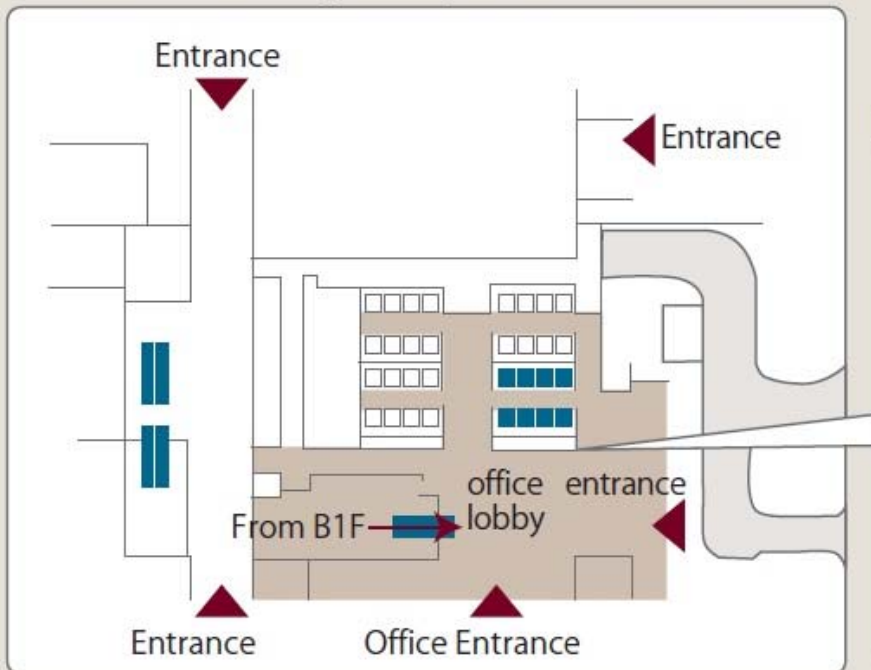 Entrance
Entrance
office entrance
lobby
From B1F
Entrance
Office Entrance